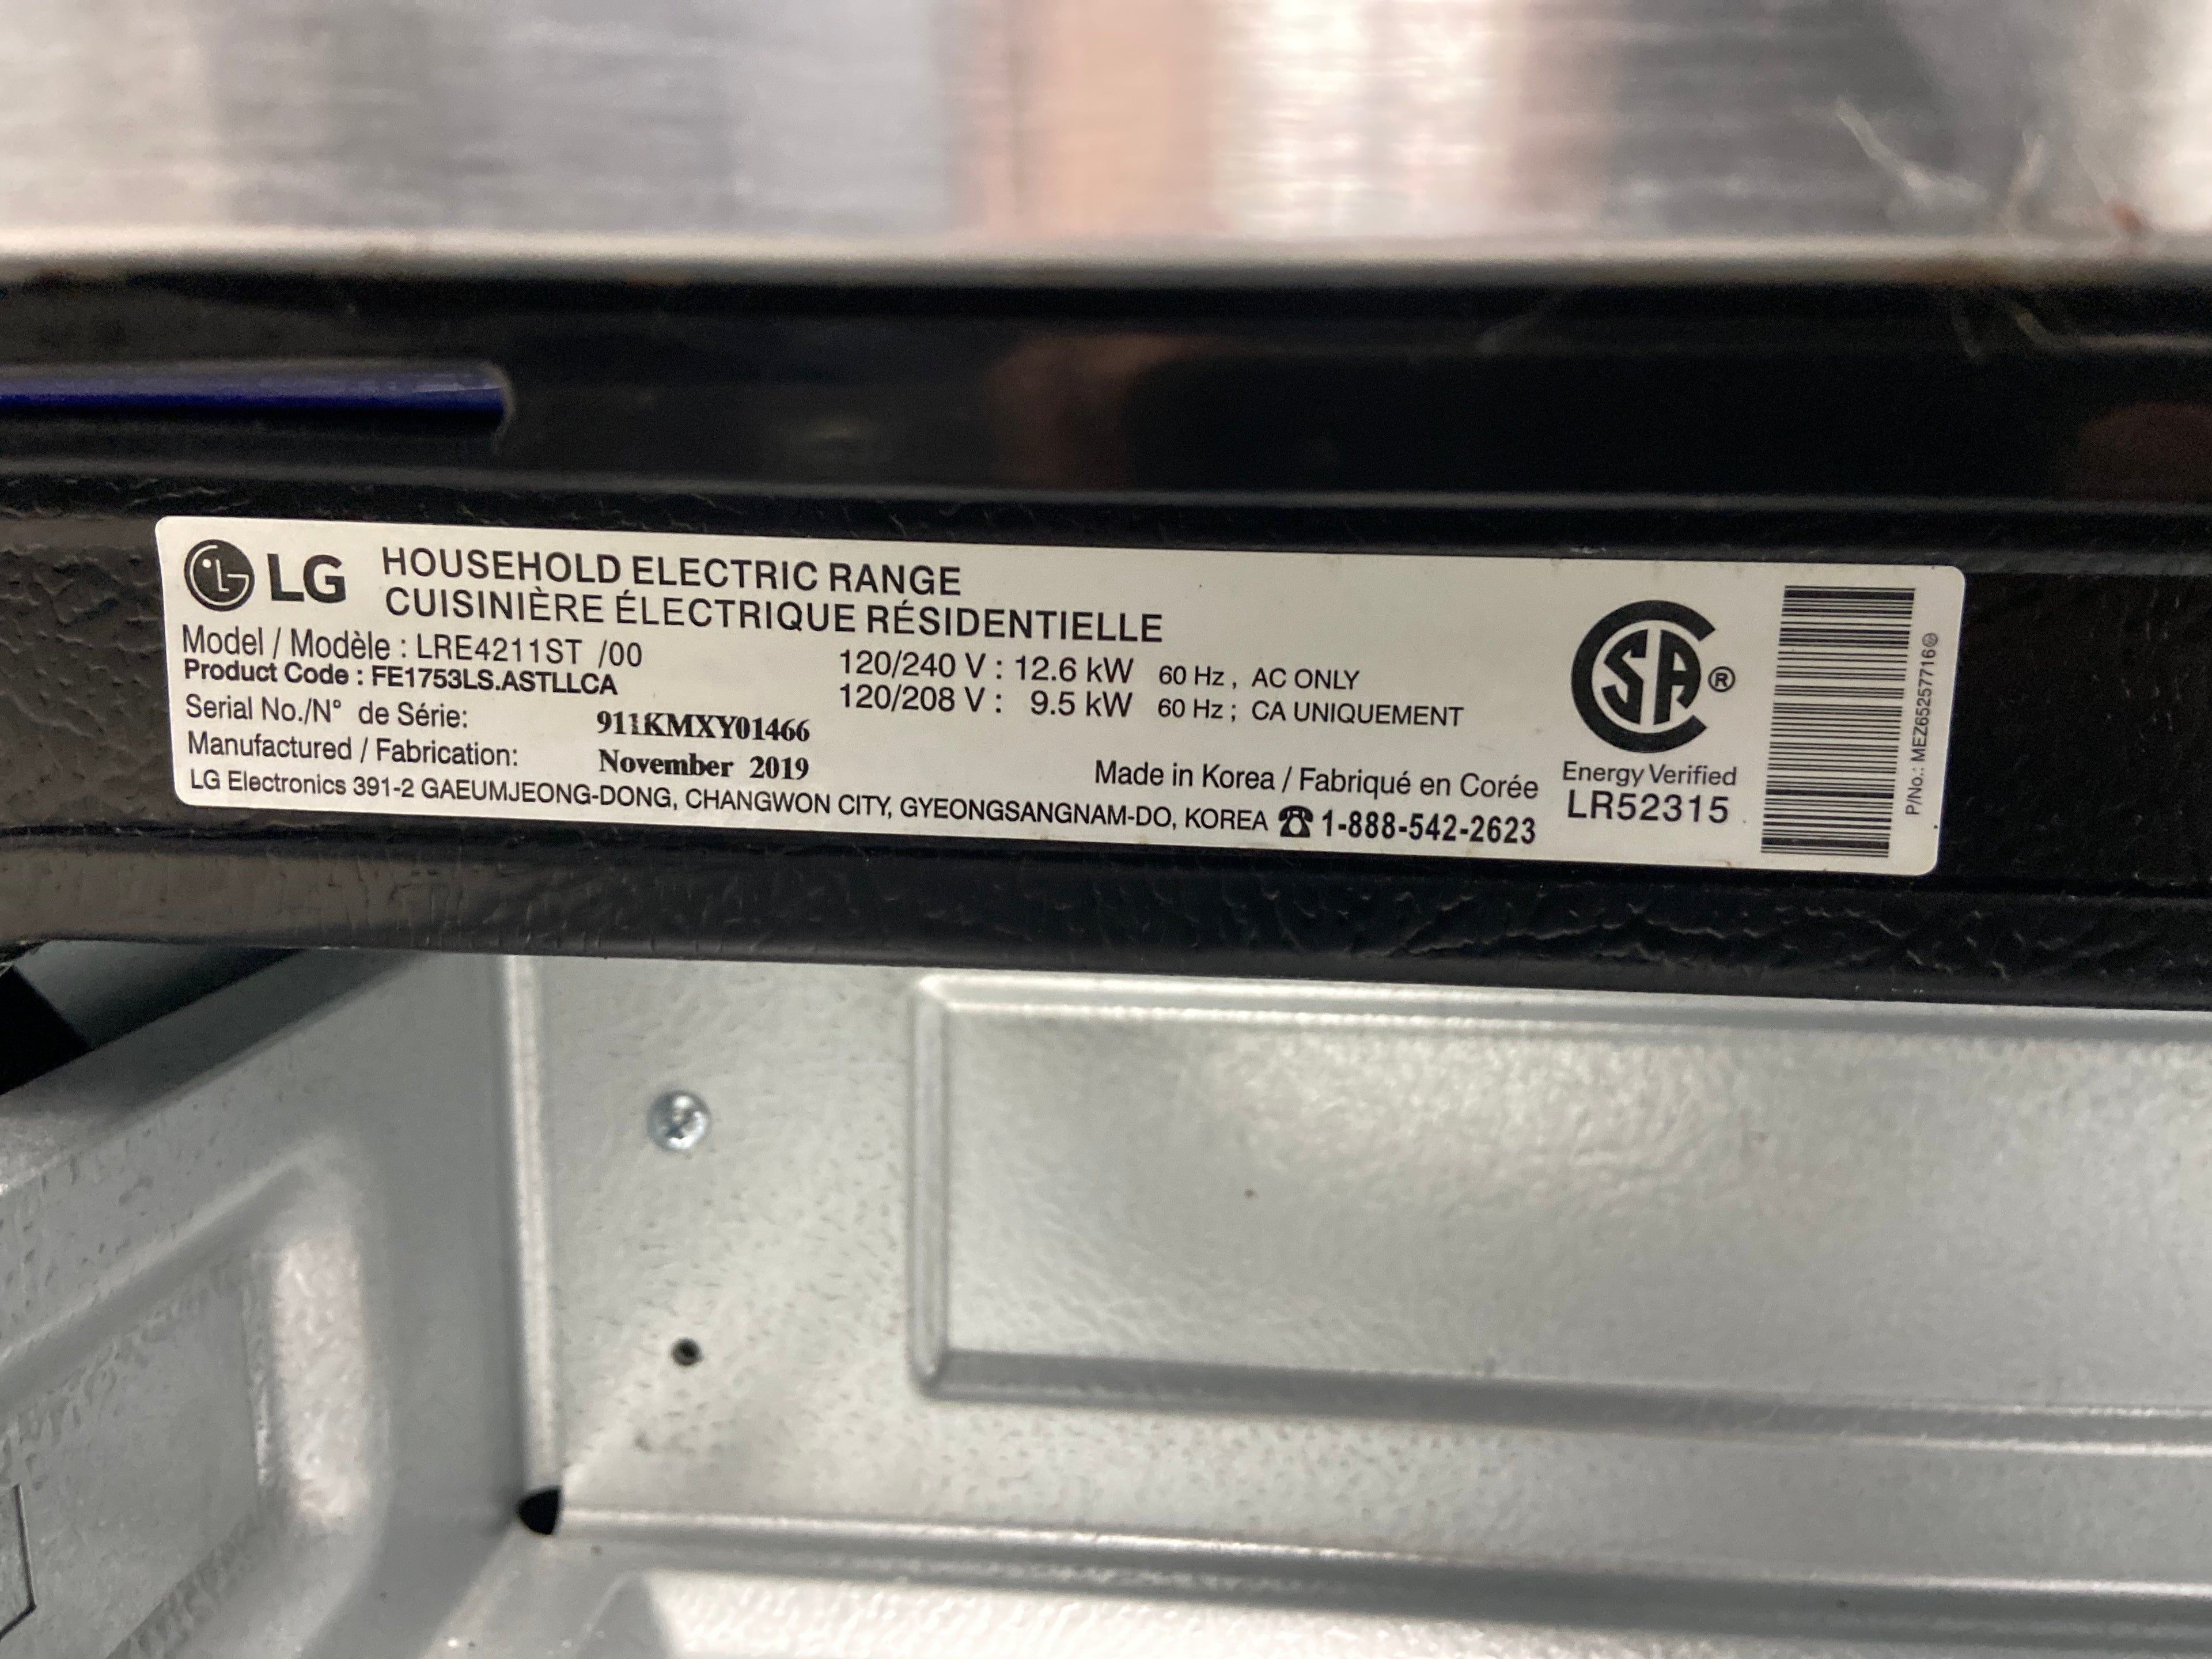 LG HOUSEHOLD ELECTRIC RANGE
CUISINIÈRE ÉLECTRIQUE RÉSIDENTIELLE
Model / Modèle : LRE4211ST /00
Product Code : FE1753LS.ASTLLCA
Serial No./N° de Série: 911KMXY01466
Manufactured / Fabrication: November 2019
120/240 V : 12.6 kW 60 Hz , AC ONLY
120/208 V : 9.5 kW 60 Hz ; CA UNIQUEMENT
Made in Korea / Fabriqué en Corée
LG Electronics 391-2 GAEUMJEONG-DONG, CHANGWON CITY, GYEONGSANGNAM-DO, KOREA ☎ 1-888-542-2623
SA ®
Energy Verified
LR52315
P/No.: MEZ65257716